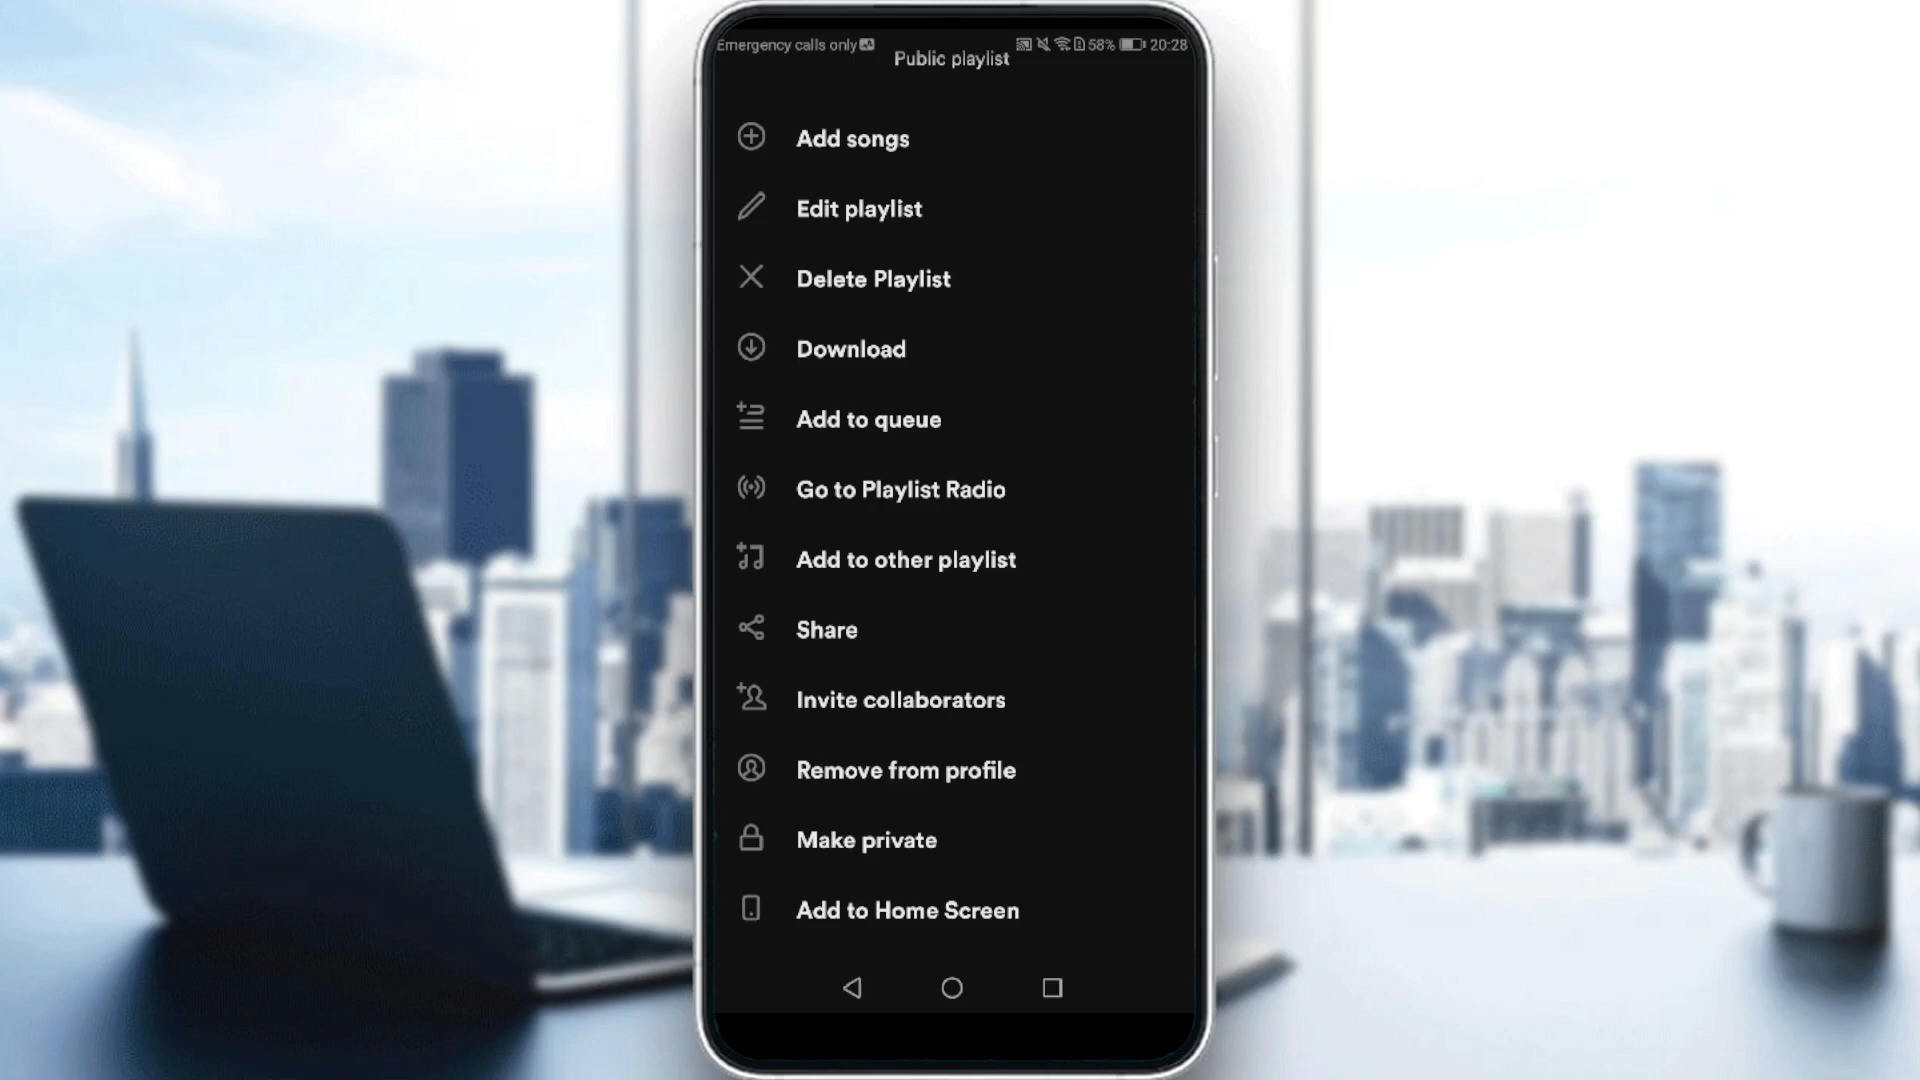 Emergency calls only 58% 20:28
Public playlist
Add songs
Edit playlist
Delete Playlist
Download
Add to queue
Go to Playlist Radio
Add to other playlist
Share
Invite collaborators
Remove from profile
Make private
Add to Home Screen